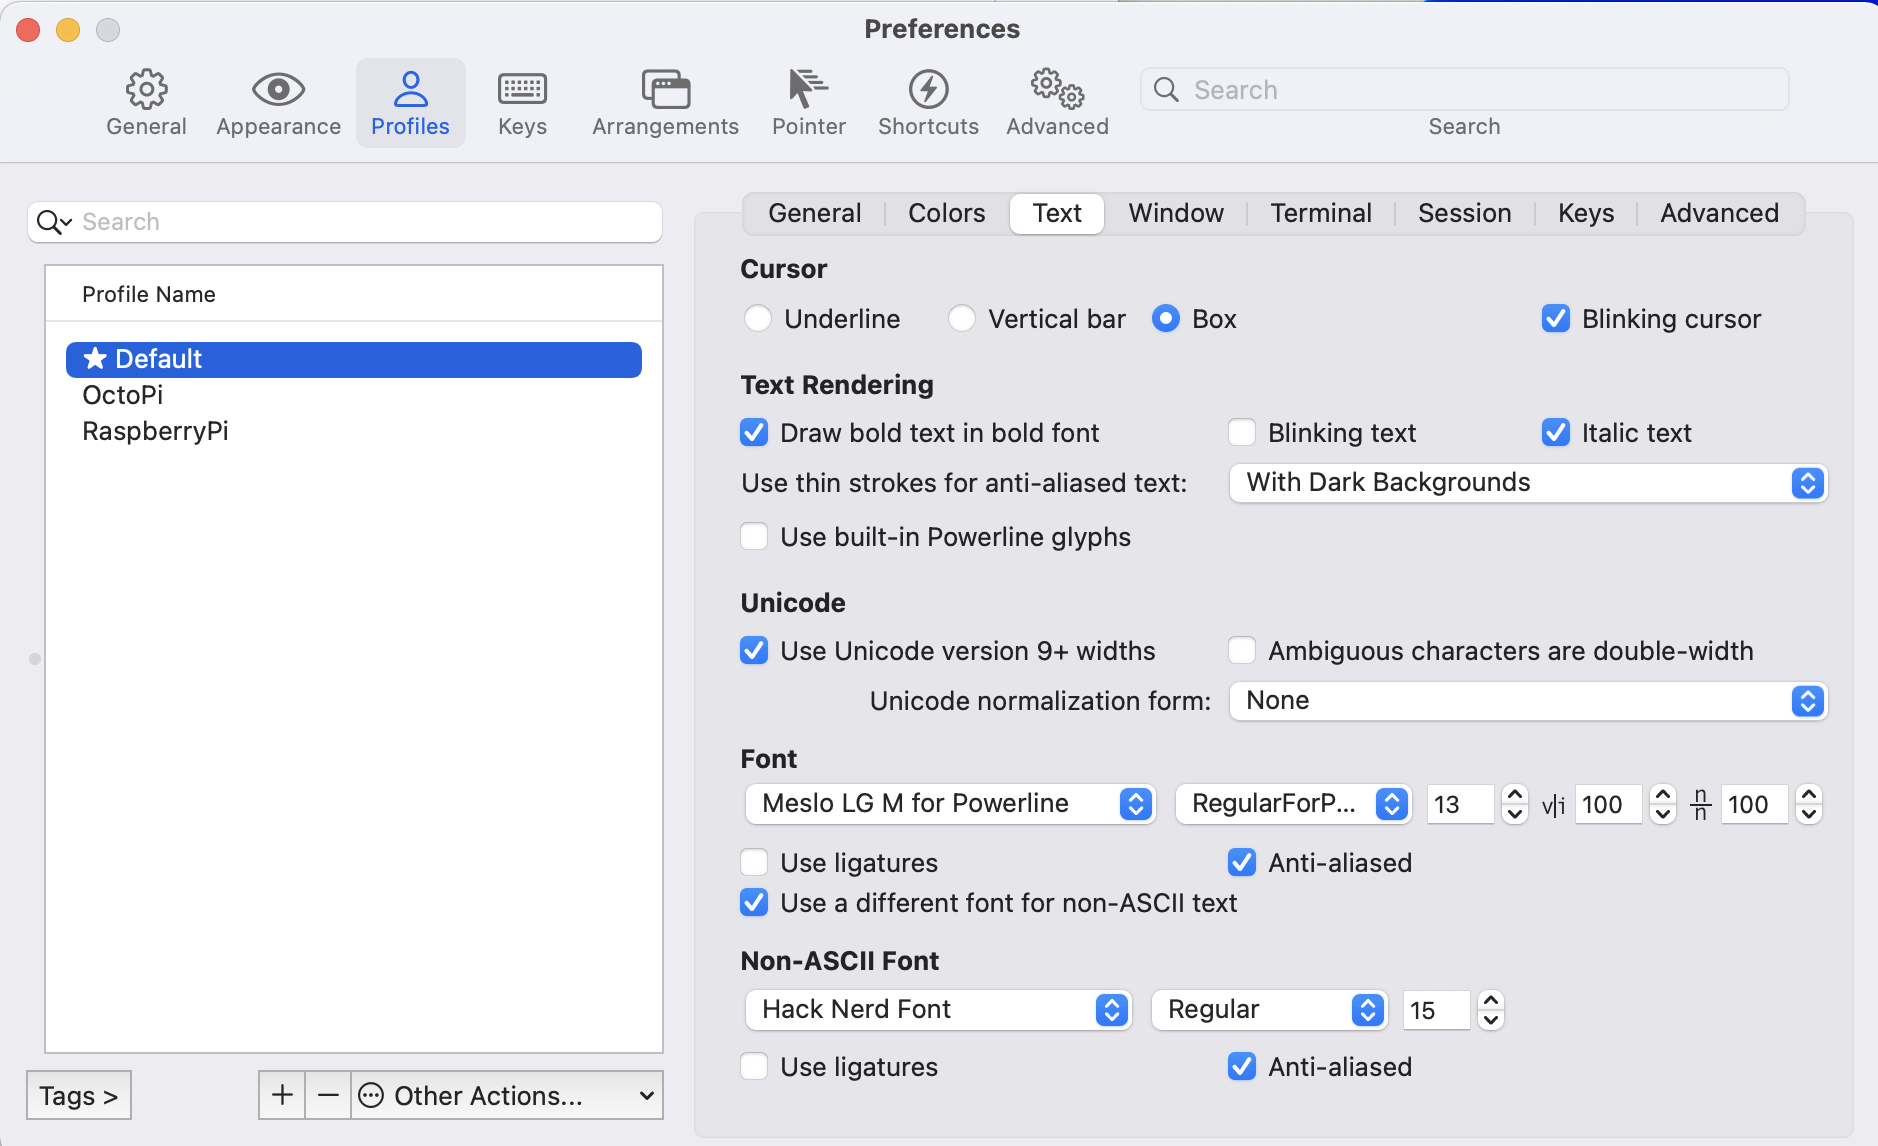 Preferences
General Appearance Profiles Keys Arrangements Pointer Shortcuts Advanced Search
Search
Search
Profile Name
★ Default
OctoPi
RaspberryPi
Tags >
+ − Other Actions...
General Colors Text Window Terminal Session Keys Advanced
Cursor
Underline Vertical bar Box Blinking cursor
Text Rendering
Draw bold text in bold font Blinking text Italic text
Use thin strokes for anti-aliased text: With Dark Backgrounds
Use built-in Powerline glyphs
Unicode
Use Unicode version 9+ widths Ambiguous characters are double-width
Unicode normalization form: None
Font
Meslo LG M for Powerline RegularForP... 13 v|i 100 n/n 100
Use ligatures Anti-aliased
Use a different font for non-ASCII text
Non-ASCII Font
Hack Nerd Font Regular 15
Use ligatures Anti-aliased